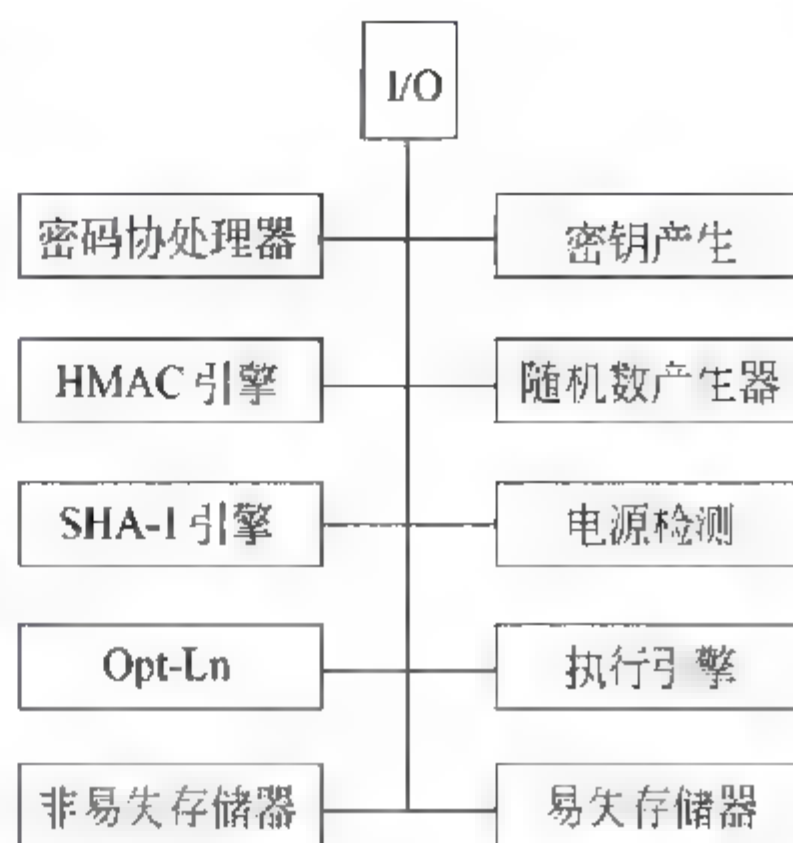 I/O
密码协处理器
密钥产生
HMAC 引擎
随机数产生器
SHA-1 引擎
电源检测
Opt-Ln
执行引擎
非易失存储器
易失存储器